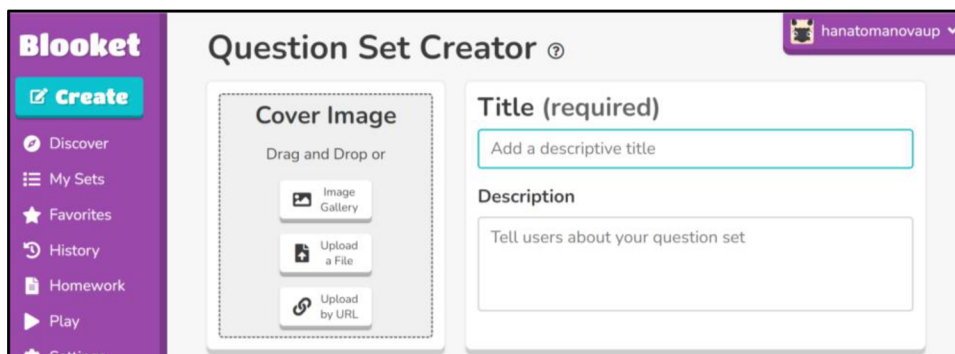 Blooket
Create
Discover
My Sets
Favorites
History
Homework
Play
Question Set Creator
hanatomanovaup
Cover Image
Drag and Drop or
Image
Gallery
Upload
a File
Upload
by URL
Title (required)
Add a descriptive title
Description
Tell users about your question set